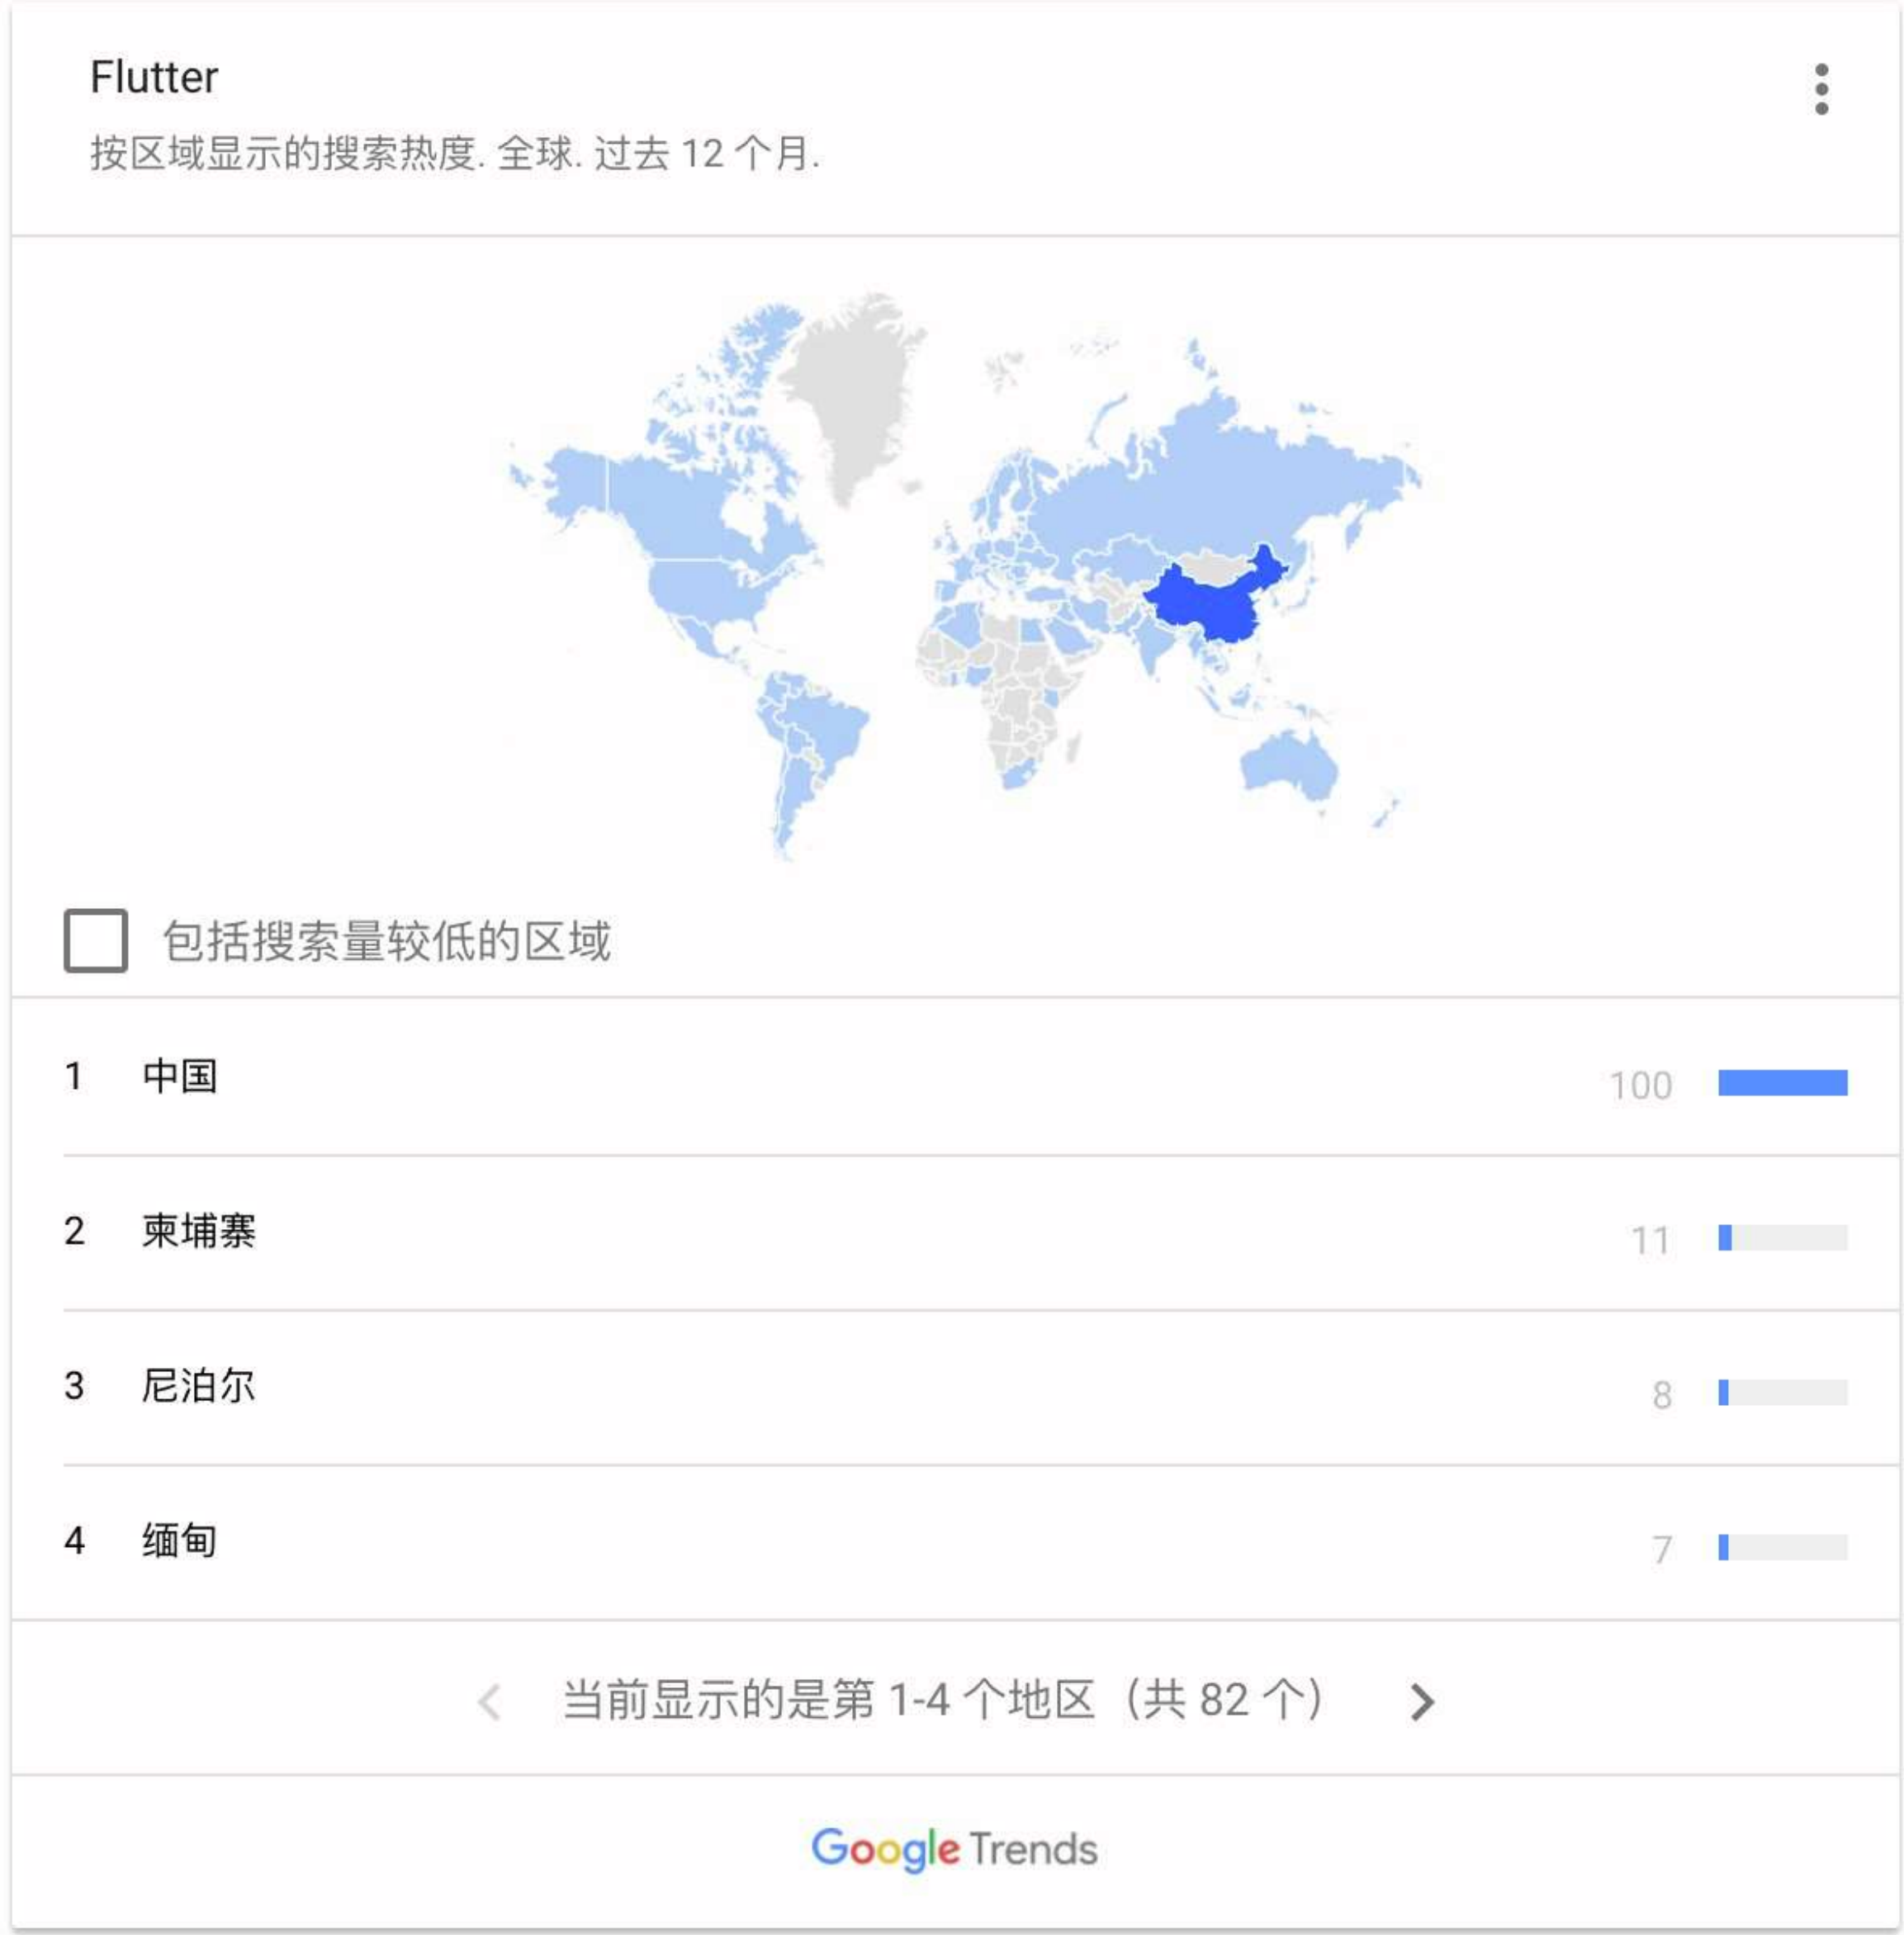 Flutter
按区域显示的搜索热度. 全球. 过去 12 个月.
包括搜索量较低的区域
1 中国 100
2 柬埔寨 11
3 尼泊尔 8
4 缅甸 7
当前显示的是第 1-4 个地区（共 82 个）
Google Trends